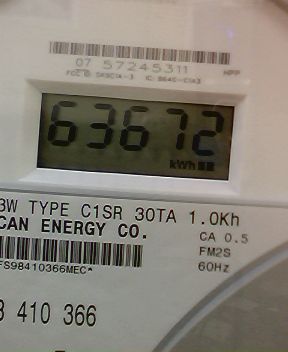 07 57245311
63672
kWh
3W TYPE C1SR 30TA 1.0Kh
CAN ENERGY CO.
CA 0.5
FM2S
FS98410366MEC*
60Hz
3 410 366